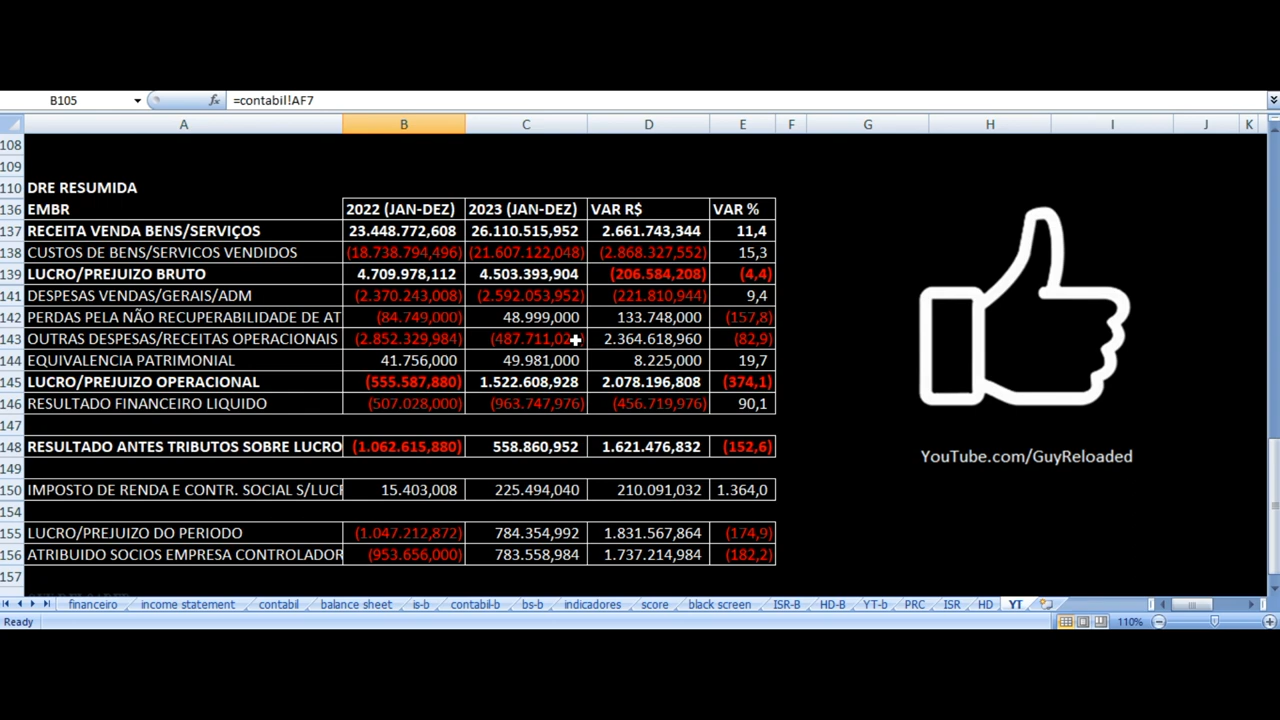 B105 fx =contabil!AF7
A B C D E F G H I J K
108
109
110 DRE RESUMIDA
136 EMBR 2022 (JAN-DEZ) 2023 (JAN-DEZ) VAR R$ VAR %
137 RECEITA VENDA BENS/SERVIÇOS 23.448.772,608 26.110.515,952 2.661.743,344 11,4
138 CUSTOS DE BENS/SERVICOS VENDIDOS (18.738.794,496) (21.607.122,048) (2.868.327,552) 15,3
139 LUCRO/PREJUIZO BRUTO 4.709.978,112 4.503.393,904 (206.584,208) (4,4)
141 DESPESAS VENDAS/GERAIS/ADM (2.370.243,008) (2.592.053,952) (221.810,944) 9,4
142 PERDAS PELA NÃO RECUPERABILIDADE DE AT (84.749,000) 48.999,000 133.748,000 (157,8)
143 OUTRAS DESPESAS/RECEITAS OPERACIONAIS (2.852.329,984) 2.364.618,960 (82,9)
144 EQUIVALENCIA PATRIMONIAL 41.756,000 49.981,000 8.225,000 19,7
145 LUCRO/PREJUIZO OPERACIONAL (555.587,880) 1.522.608,928 2.078.196,808 (374,1)
146 RESULTADO FINANCEIRO LIQUIDO (507.028,000) (963.747,976) (456.719,976) 90,1
147
148 RESULTADO ANTES TRIBUTOS SOBRE LUCRO (1.062.615,880) 558.860,952 1.621.476,832 (152,6)
149
150 IMPOSTO DE RENDA E CONTR. SOCIAL S/LUCF 15.403,008 225.494,040 210.091,032 1.364,0
154
155 LUCRO/PREJUIZO DO PERIODO (1.047.212,872) 784.354,992 1.831.567,864 (174,9)
156 ATRIBUIDO SOCIOS EMPRESA CONTROLADOR (953.656,000) 783.558,984 1.737.214,984 (182,2)
157
YouTube.com/GuyReloaded
financeiro income statement contabil balance sheet is-b contabil-b bs-b indicadores score black screen ISR-B HD-B YT-b PRC ISR HD YT
Ready 110%